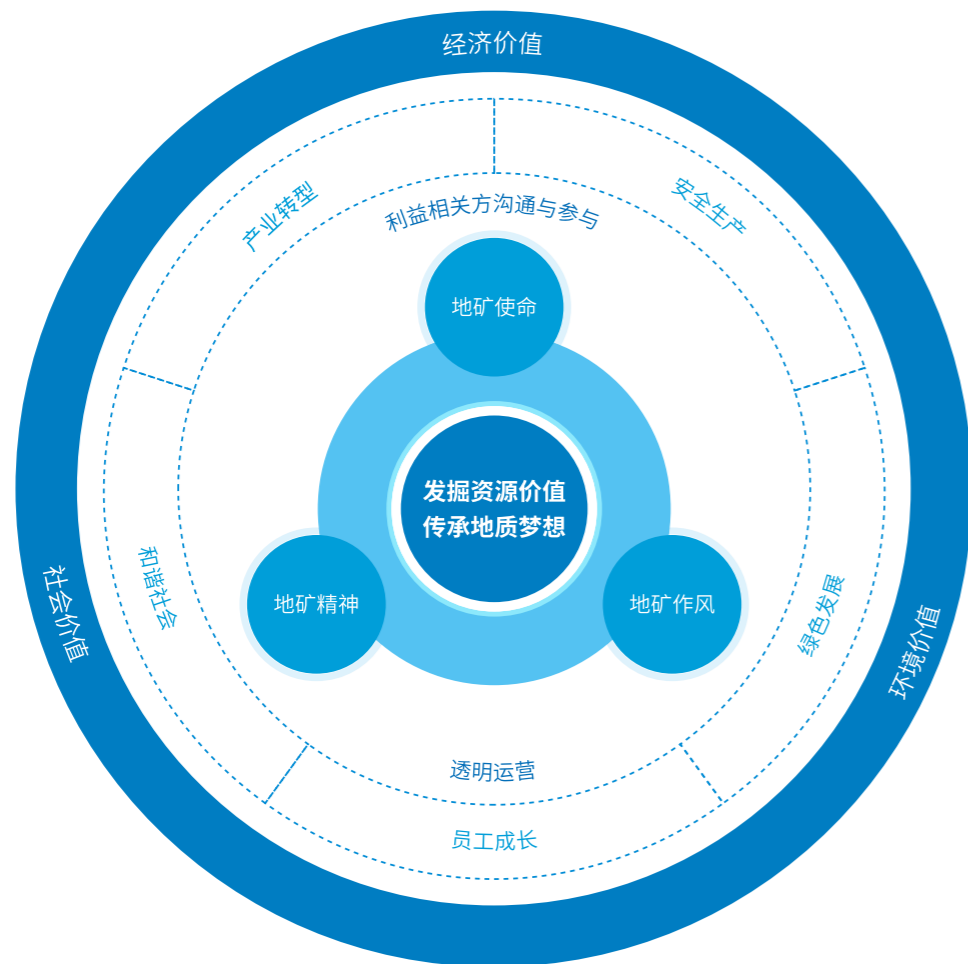 经济价值
产业转型
安全生产
利益相关方沟通与参与
地矿使命
发掘资源价值
传承地质梦想
和谐社会
社会价值
地矿精神
地矿作风
绿色发展
环境价值
透明运营
员工成长